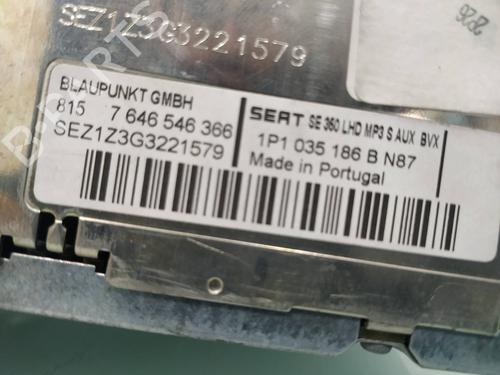 SEZ1Z3G3221579
2826
BLAUPUNKT GMBH
815 7 646 546 366
SEZ1Z3G3221579
SEAT SE 360 LHD MP3 S AUX BVX
1P1 035 186 B N87
Made in Portugal